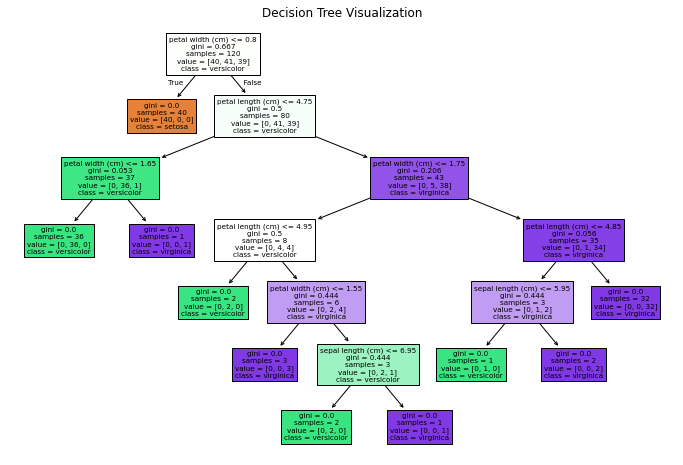 Decision Tree Visualization
petal width (cm) <= 0.8
gini = 0.667
samples = 120
value = [40, 41, 39]
class = versicolor
True
False
gini = 0.0
samples = 40
value = [40, 0, 0]
class = setosa
petal length (cm) <= 4.75
gini = 0.5
samples = 80
value = [0, 41, 39]
class = versicolor
petal width (cm) <= 1.65
gini = 0.053
samples = 37
value = [0, 36, 1]
class = versicolor
petal width (cm) <= 1.75
gini = 0.206
samples = 43
value = [0, 5, 38]
class = virginica
gini = 0.0
samples = 36
value = [0, 36, 0]
class = versicolor
gini = 0.0
samples = 1
value = [0, 0, 1]
class = virginica
petal length (cm) <= 4.95
gini = 0.5
samples = 8
value = [0, 4, 4]
class = versicolor
petal length (cm) <= 4.85
gini = 0.056
samples = 35
value = [0, 1, 34]
class = virginica
gini = 0.0
samples = 2
value = [0, 2, 0]
class = versicolor
petal width (cm) <= 1.55
gini = 0.444
samples = 6
value = [0, 2, 4]
class = virginica
sepal length (cm) <= 5.95
gini = 0.444
samples = 3
value = [0, 1, 2]
class = virginica
gini = 0.0
samples = 32
value = [0, 0, 32]
class = virginica
gini = 0.0
samples = 3
value = [0, 0, 3]
class = virginica
sepal length (cm) <= 6.95
gini = 0.444
samples = 3
value = [0, 2, 1]
class = versicolor
gini = 0.0
samples = 1
value = [0, 1, 0]
class = versicolor
gini = 0.0
samples = 2
value = [0, 0, 2]
class = virginica
gini = 0.0
samples = 2
value = [0, 2, 0]
class = versicolor
gini = 0.0
samples = 1
value = [0, 0, 1]
class = virginica